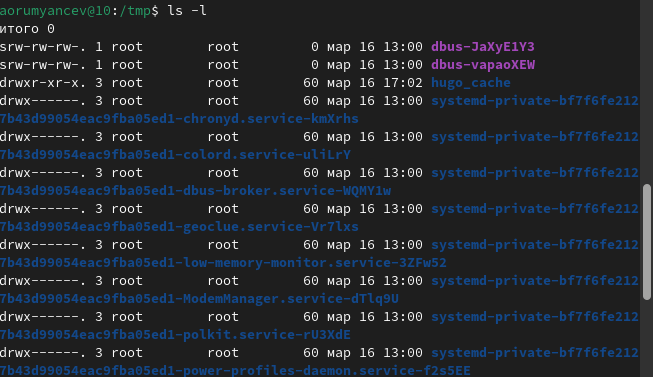 aorumyancev@10:/tmp$ ls -l
итого 0
srw-rw-rw-. 1 root        root         0 мар 16 13:00 dbus-JaXyE1Y3
srw-rw-rw-. 1 root        root         0 мар 16 13:00 dbus-vapaoXEW
drwxr-xr-x. 3 root        root        60 мар 16 17:02 hugo_cache
drwx------. 3 root        root        60 мар 16 13:00 systemd-private-bf7f6fe212
7b43d99054eac9fba05ed1-chronyd.service-kmXrhs
drwx------. 3 root        root        60 мар 16 13:00 systemd-private-bf7f6fe212
7b43d99054eac9fba05ed1-colord.service-uliLrY
drwx------. 3 root        root        60 мар 16 13:00 systemd-private-bf7f6fe212
7b43d99054eac9fba05ed1-dbus-broker.service-WQMY1w
drwx------. 3 root        root        60 мар 16 13:00 systemd-private-bf7f6fe212
7b43d99054eac9fba05ed1-geoclue.service-Vr7lxs
drwx------. 3 root        root        60 мар 16 13:00 systemd-private-bf7f6fe212
7b43d99054eac9fba05ed1-low-memory-monitor.service-3ZFw52
drwx------. 3 root        root        60 мар 16 13:00 systemd-private-bf7f6fe212
7b43d99054eac9fba05ed1-ModemManager.service-dTlq9U
drwx------. 3 root        root        60 мар 16 13:00 systemd-private-bf7f6fe212
7b43d99054eac9fba05ed1-polkit.service-rU3XdE
drwx------. 3 root        root        60 мар 16 13:00 systemd-private-bf7f6fe212
7b43d99054eac9fba05ed1-power-profiles-daemon.service-f2s5EE